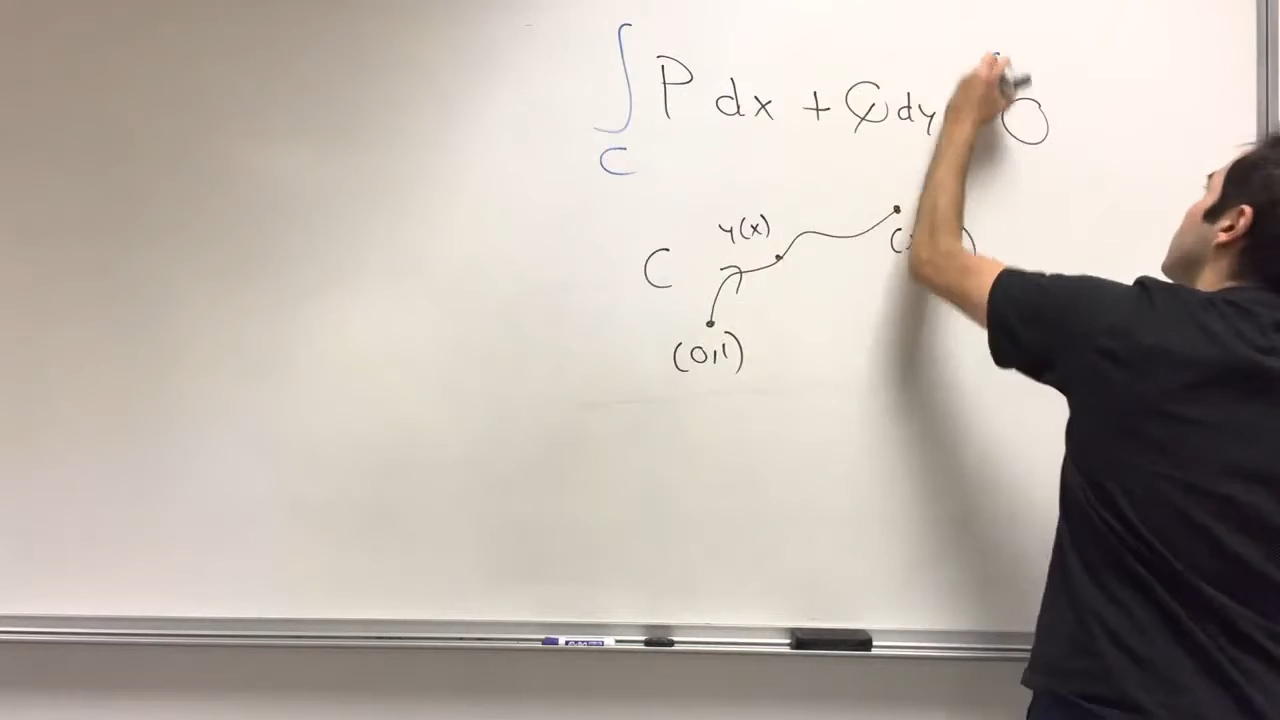 ∫ P dx + Q dy 0
C
y(x)
C
(0,1)